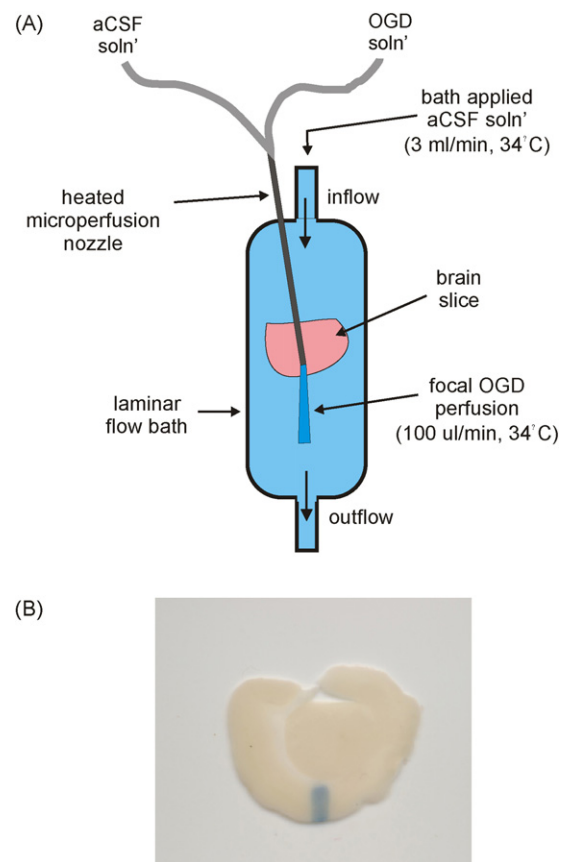 (A)
aCSF
soln'
OGD
soln'
bath applied
aCSF soln'
(3 ml/min, 34°C)
heated
microperfusion
nozzle
inflow
brain
slice
laminar
flow bath
focal OGD
perfusion
(100 ul/min, 34°C)
outflow
(B)